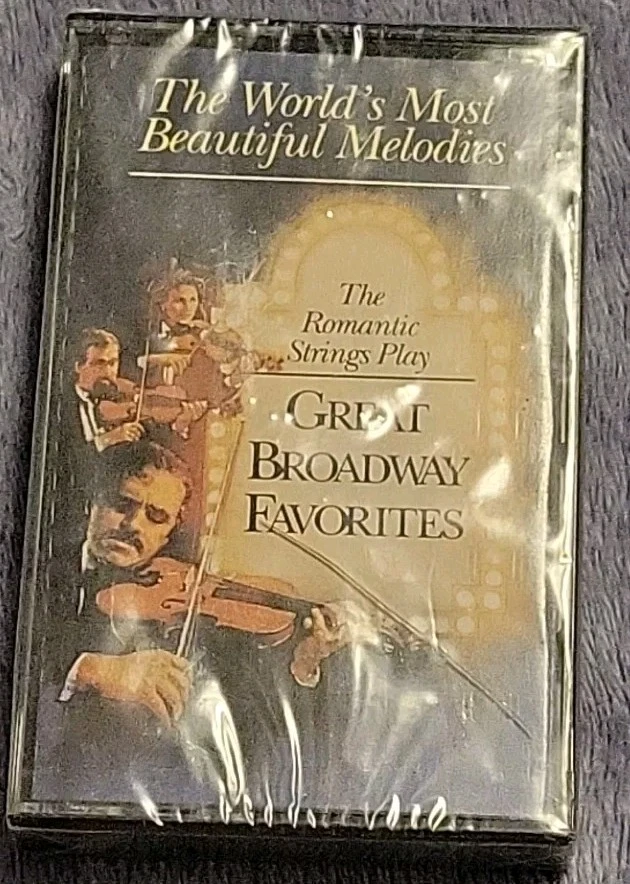 The World's Most
Beautiful Melodies
The
Romantic
Strings Play
GREAT
BROADWAY
FAVORITES